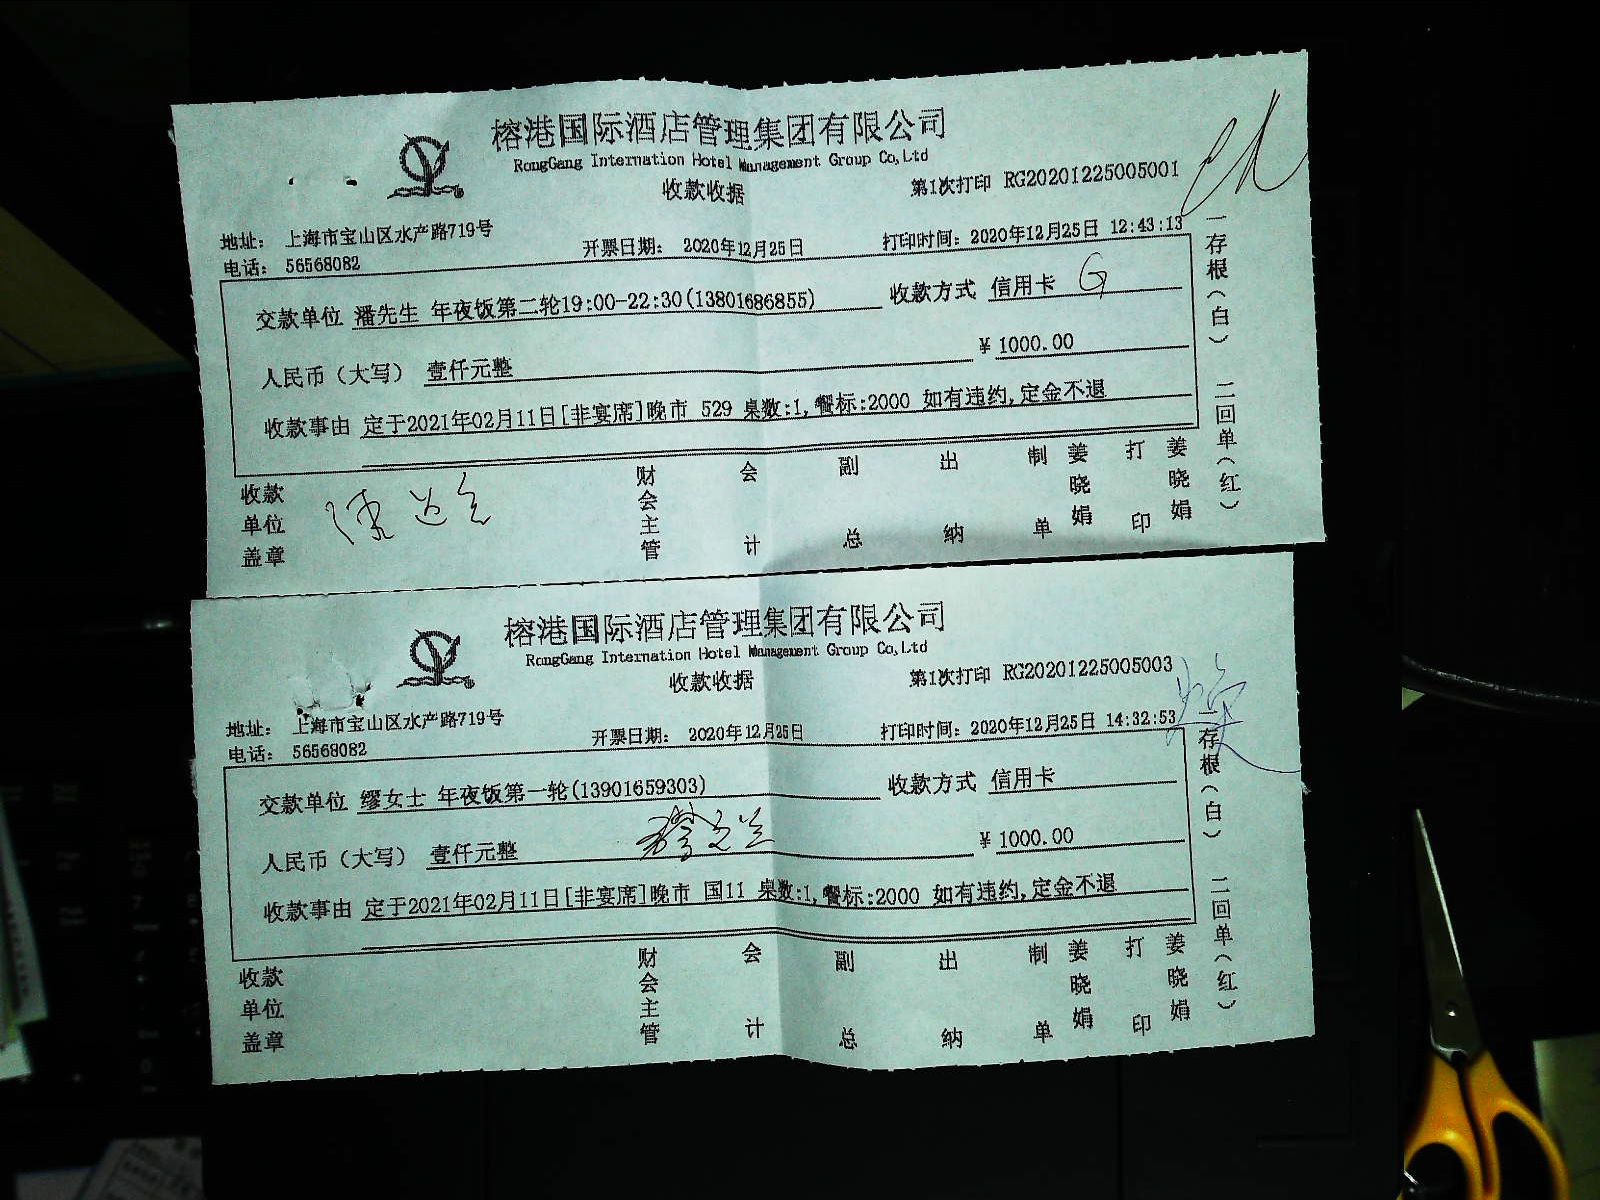 榕港国际酒店管理集团有限公司
RongGang Internation Hotel Management Group Co,Ltd
收款收据
第1次打印 RG20201225005001
地址: 上海市宝山区水产路719号
电话: 56568082
开票日期: 2020年12月25日
打印时间: 2020年12月25日 12:43:13
交款单位 潘先生 年夜饭第二轮19:00-22:30(13801686855) 收款方式 信用卡 G
人民币(大写) 壹仟元整 ¥ 1000.00
收款事由 定于2021年02月11日[非宴席]晚市 529 桌数:1,餐标:2000 如有违约,定金不退
收款单位盖章 财会主管 会计 副总 出纳 制单 姜晓娟 打印 姜晓娟
一存根(白) 二回单(红)
榕港国际酒店管理集团有限公司
RongGang Internation Hotel Management Group Co,Ltd
收款收据
第1次打印 RG20201225005003
地址: 上海市宝山区水产路719号
电话: 56568082
开票日期: 2020年12月25日
打印时间: 2020年12月25日 14:32:53
交款单位 缪女士 年夜饭第一轮(13901659303) 收款方式 信用卡
人民币(大写) 壹仟元整 ¥ 1000.00
收款事由 定于2021年02月11日[非宴席]晚市 国11 桌数:1,餐标:2000 如有违约,定金不退
收款单位盖章 财会主管 会计 副总 出纳 制单 姜晓娟 打印 姜晓娟
存根(白) 二回单(红)